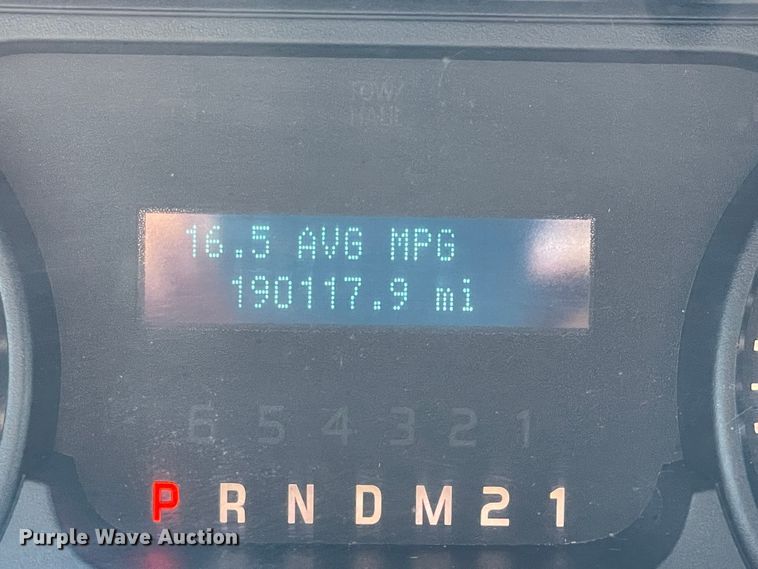 TOW/
HAUL
16.5 AVG MPG
190117.9 mi
6 5 4 3 2 1
P R N D M 2 1
Purple Wave Auction